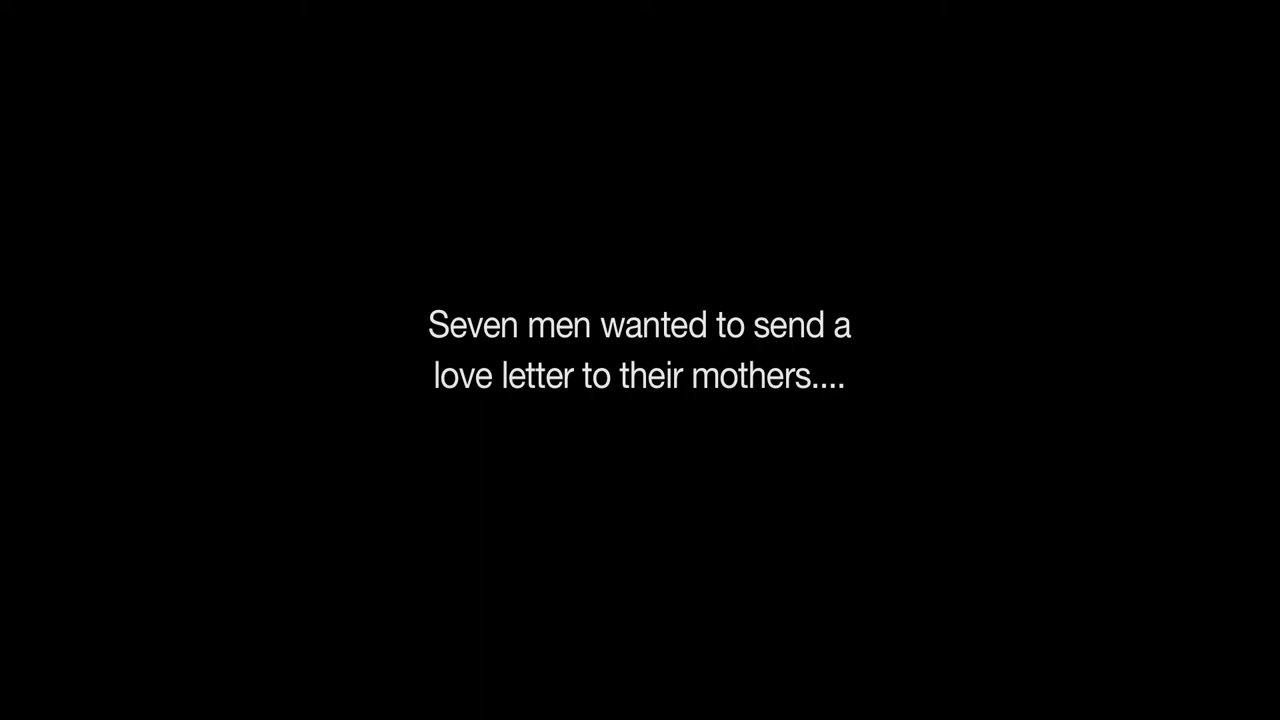 Seven men wanted to send a
love letter to their mothers....